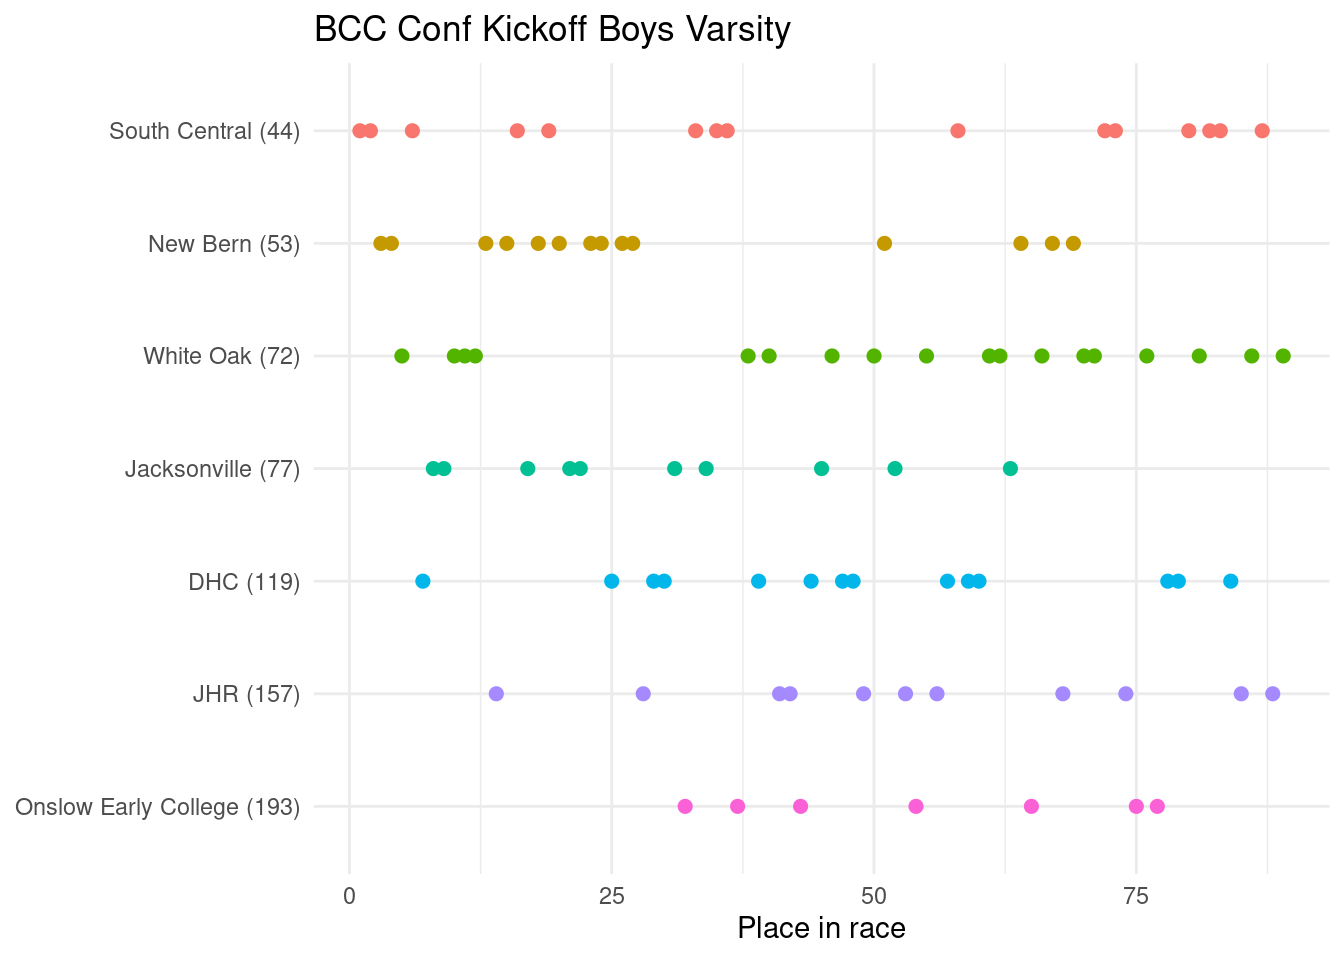 BCC Conf Kickoff Boys Varsity
South Central (44)
New Bern (53)
White Oak (72)
Jacksonville (77)
DHC (119)
JHR (157)
Onslow Early College (193)
0 25 50 75
Place in race